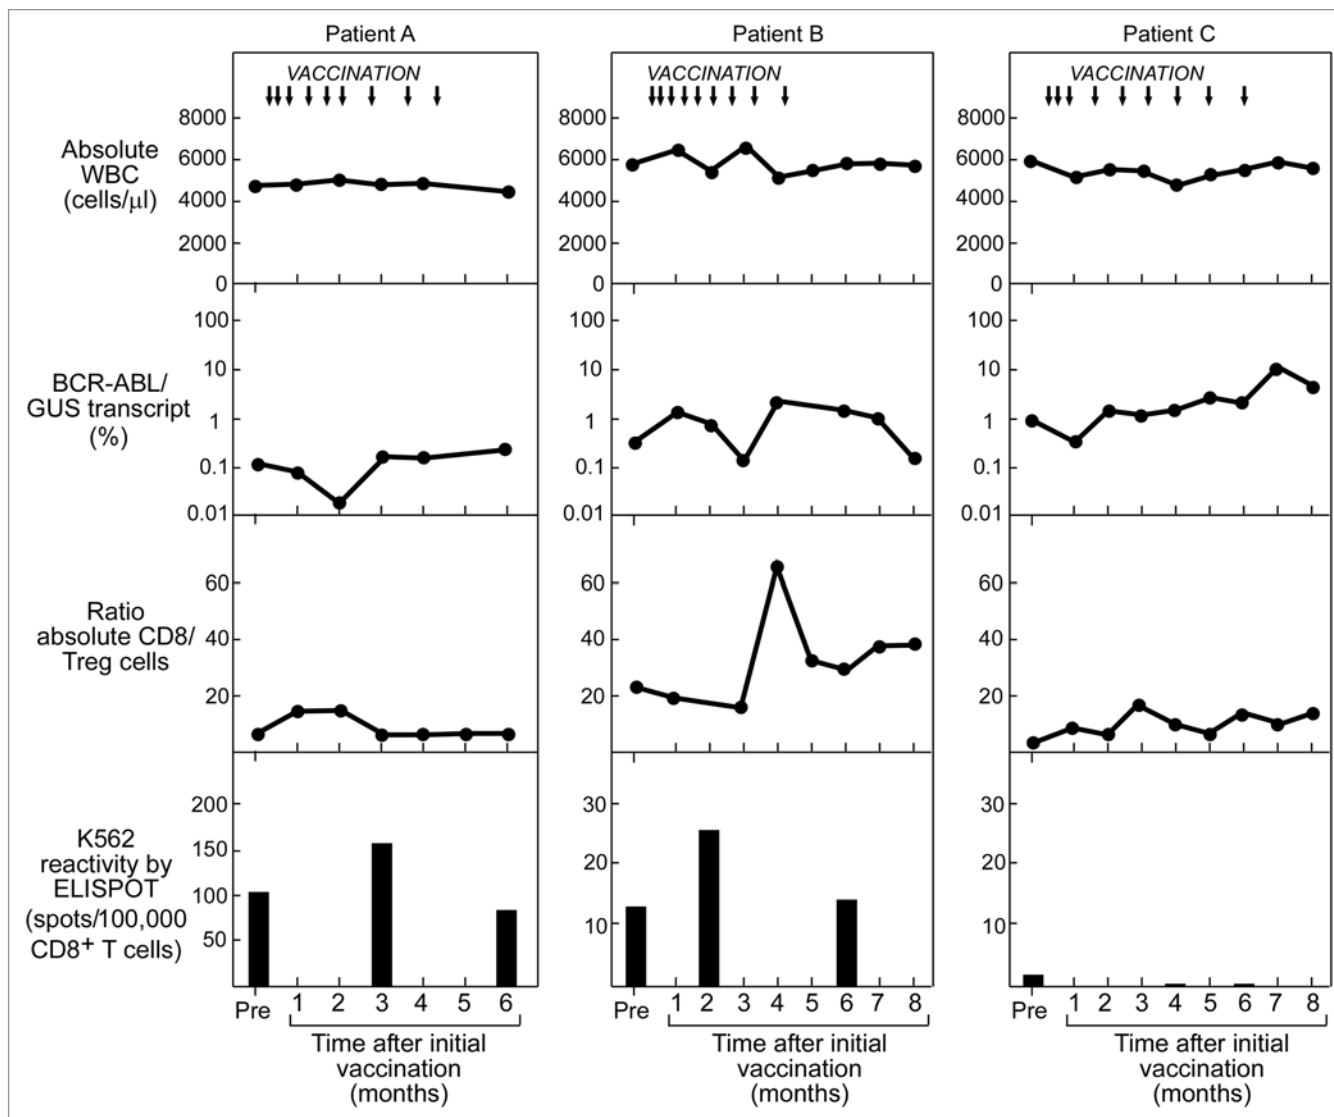 Patient A
Patient B
Patient C
VACCINATION
VACCINATION
VACCINATION
Absolute
WBC
(cells/μl)
8000
6000
4000
2000
0
8000
6000
4000
2000
0
8000
6000
4000
2000
0
BCR-ABL/
GUS transcript
(%)
100
10
1
0.1
0.01
100
10
1
0.1
0.01
100
10
1
0.1
0.01
Ratio
absolute CD8/
Treg cells
60
40
20
60
40
20
60
40
20
K562
reactivity by
ELISPOT
(spots/100,000
CD8+ T cells)
200
150
100
50
30
20
10
30
20
10
Pre 1 2 3 4 5 6
Pre 1 2 3 4 5 6 7 8
Pre 1 2 3 4 5 6 7 8
Time after initial
vaccination
(months)
Time after initial
vaccination
(months)
Time after initial
vaccination
(months)